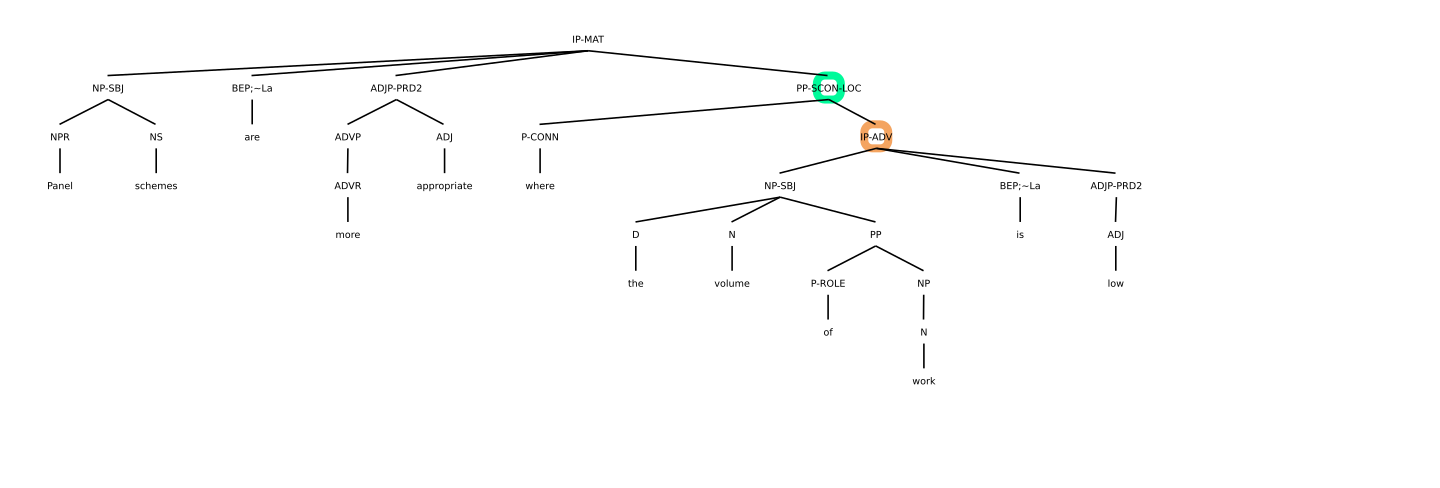 IP-MAT
NP-SBJ BEP;~La ADJP-PRD2 PP-SCON-LOC
NPR NS are ADVP ADJ P-CONN IP-ADV
Panel schemes ADVR appropriate where NP-SBJ BEP;~La ADJP-PRD2
more D N PP is ADJ
the volume P-ROLE NP low
of N
work